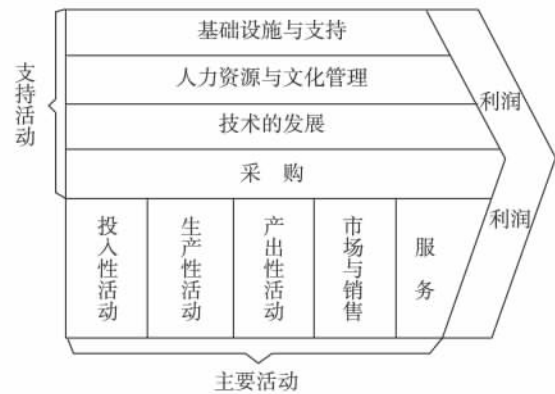 支持活动
基础设施与支持
人力资源与文化管理
技术的发展
采 购
利润
利润
投入性活动
生产性活动
产出性活动
市场与销售
服 务
主要活动